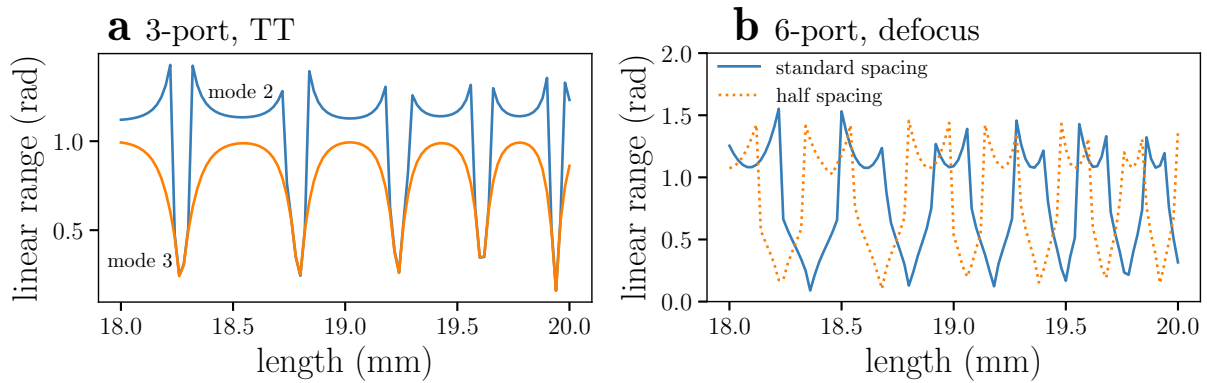 a 3-port, TT
linear range (rad)
1.0
0.5
mode 2
mode 3
18.0 18.5 19.0 19.5 20.0
length (mm)
b 6-port, defocus
linear range (rad)
2.0
1.5
1.0
0.5
0.0
standard spacing
half spacing
18.0 18.5 19.0 19.5 20.0
length (mm)